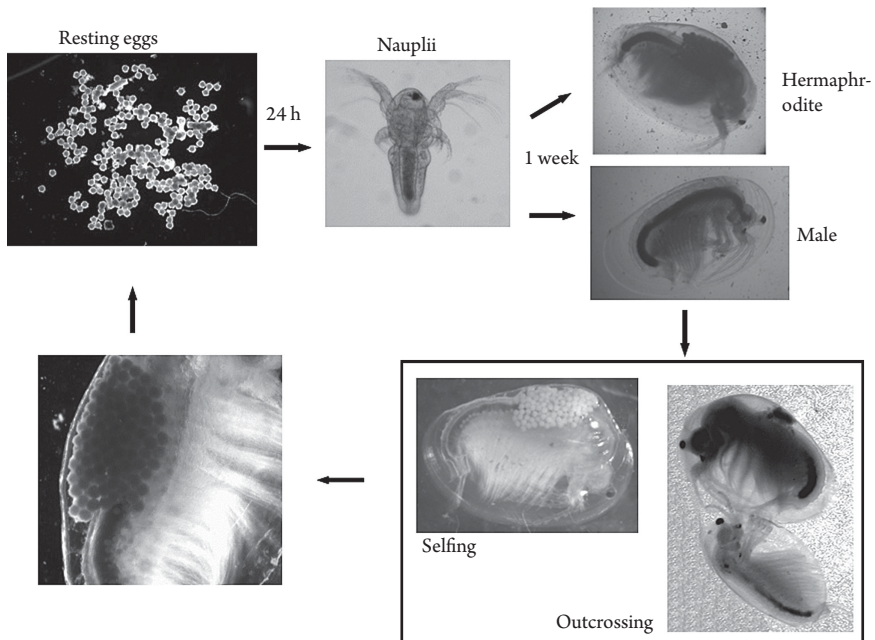 Resting eggs
24 h
Nauplii
1 week
Hermaphr-
odite
Male
Selfing
Outcrossing